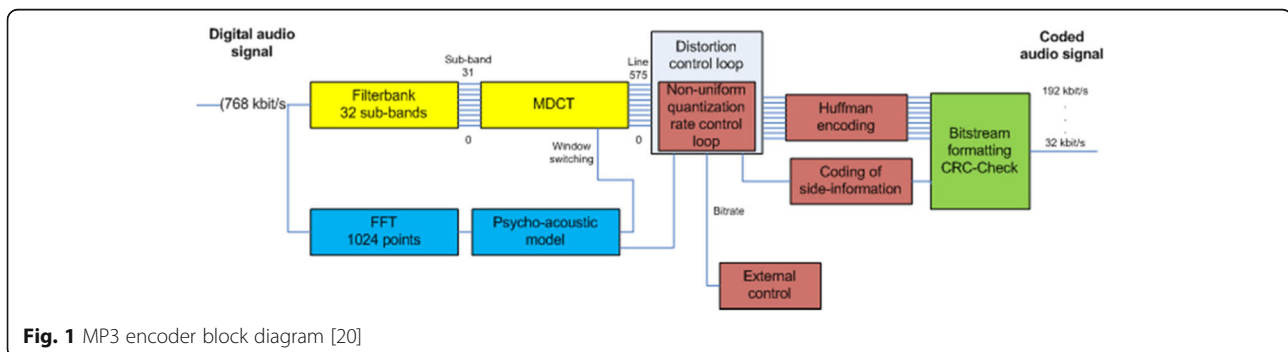 Digital audio
signal
(768 kbit/s
Filterbank
32 sub-bands
Sub-band
31
0
MDCT
Window
switching
Line
575
0
Distortion
control loop
Non-uniform
quantization
rate control
loop
Huffman
encoding
Coding of
side-information
Bitstream
formatting
CRC-Check
Coded
audio signal
192 kbit/s
.
.
.
.
32 kbit/s
FFT
1024 points
Psycho-acoustic
model
Bitrate
External
control
Fig. 1 MP3 encoder block diagram [20]